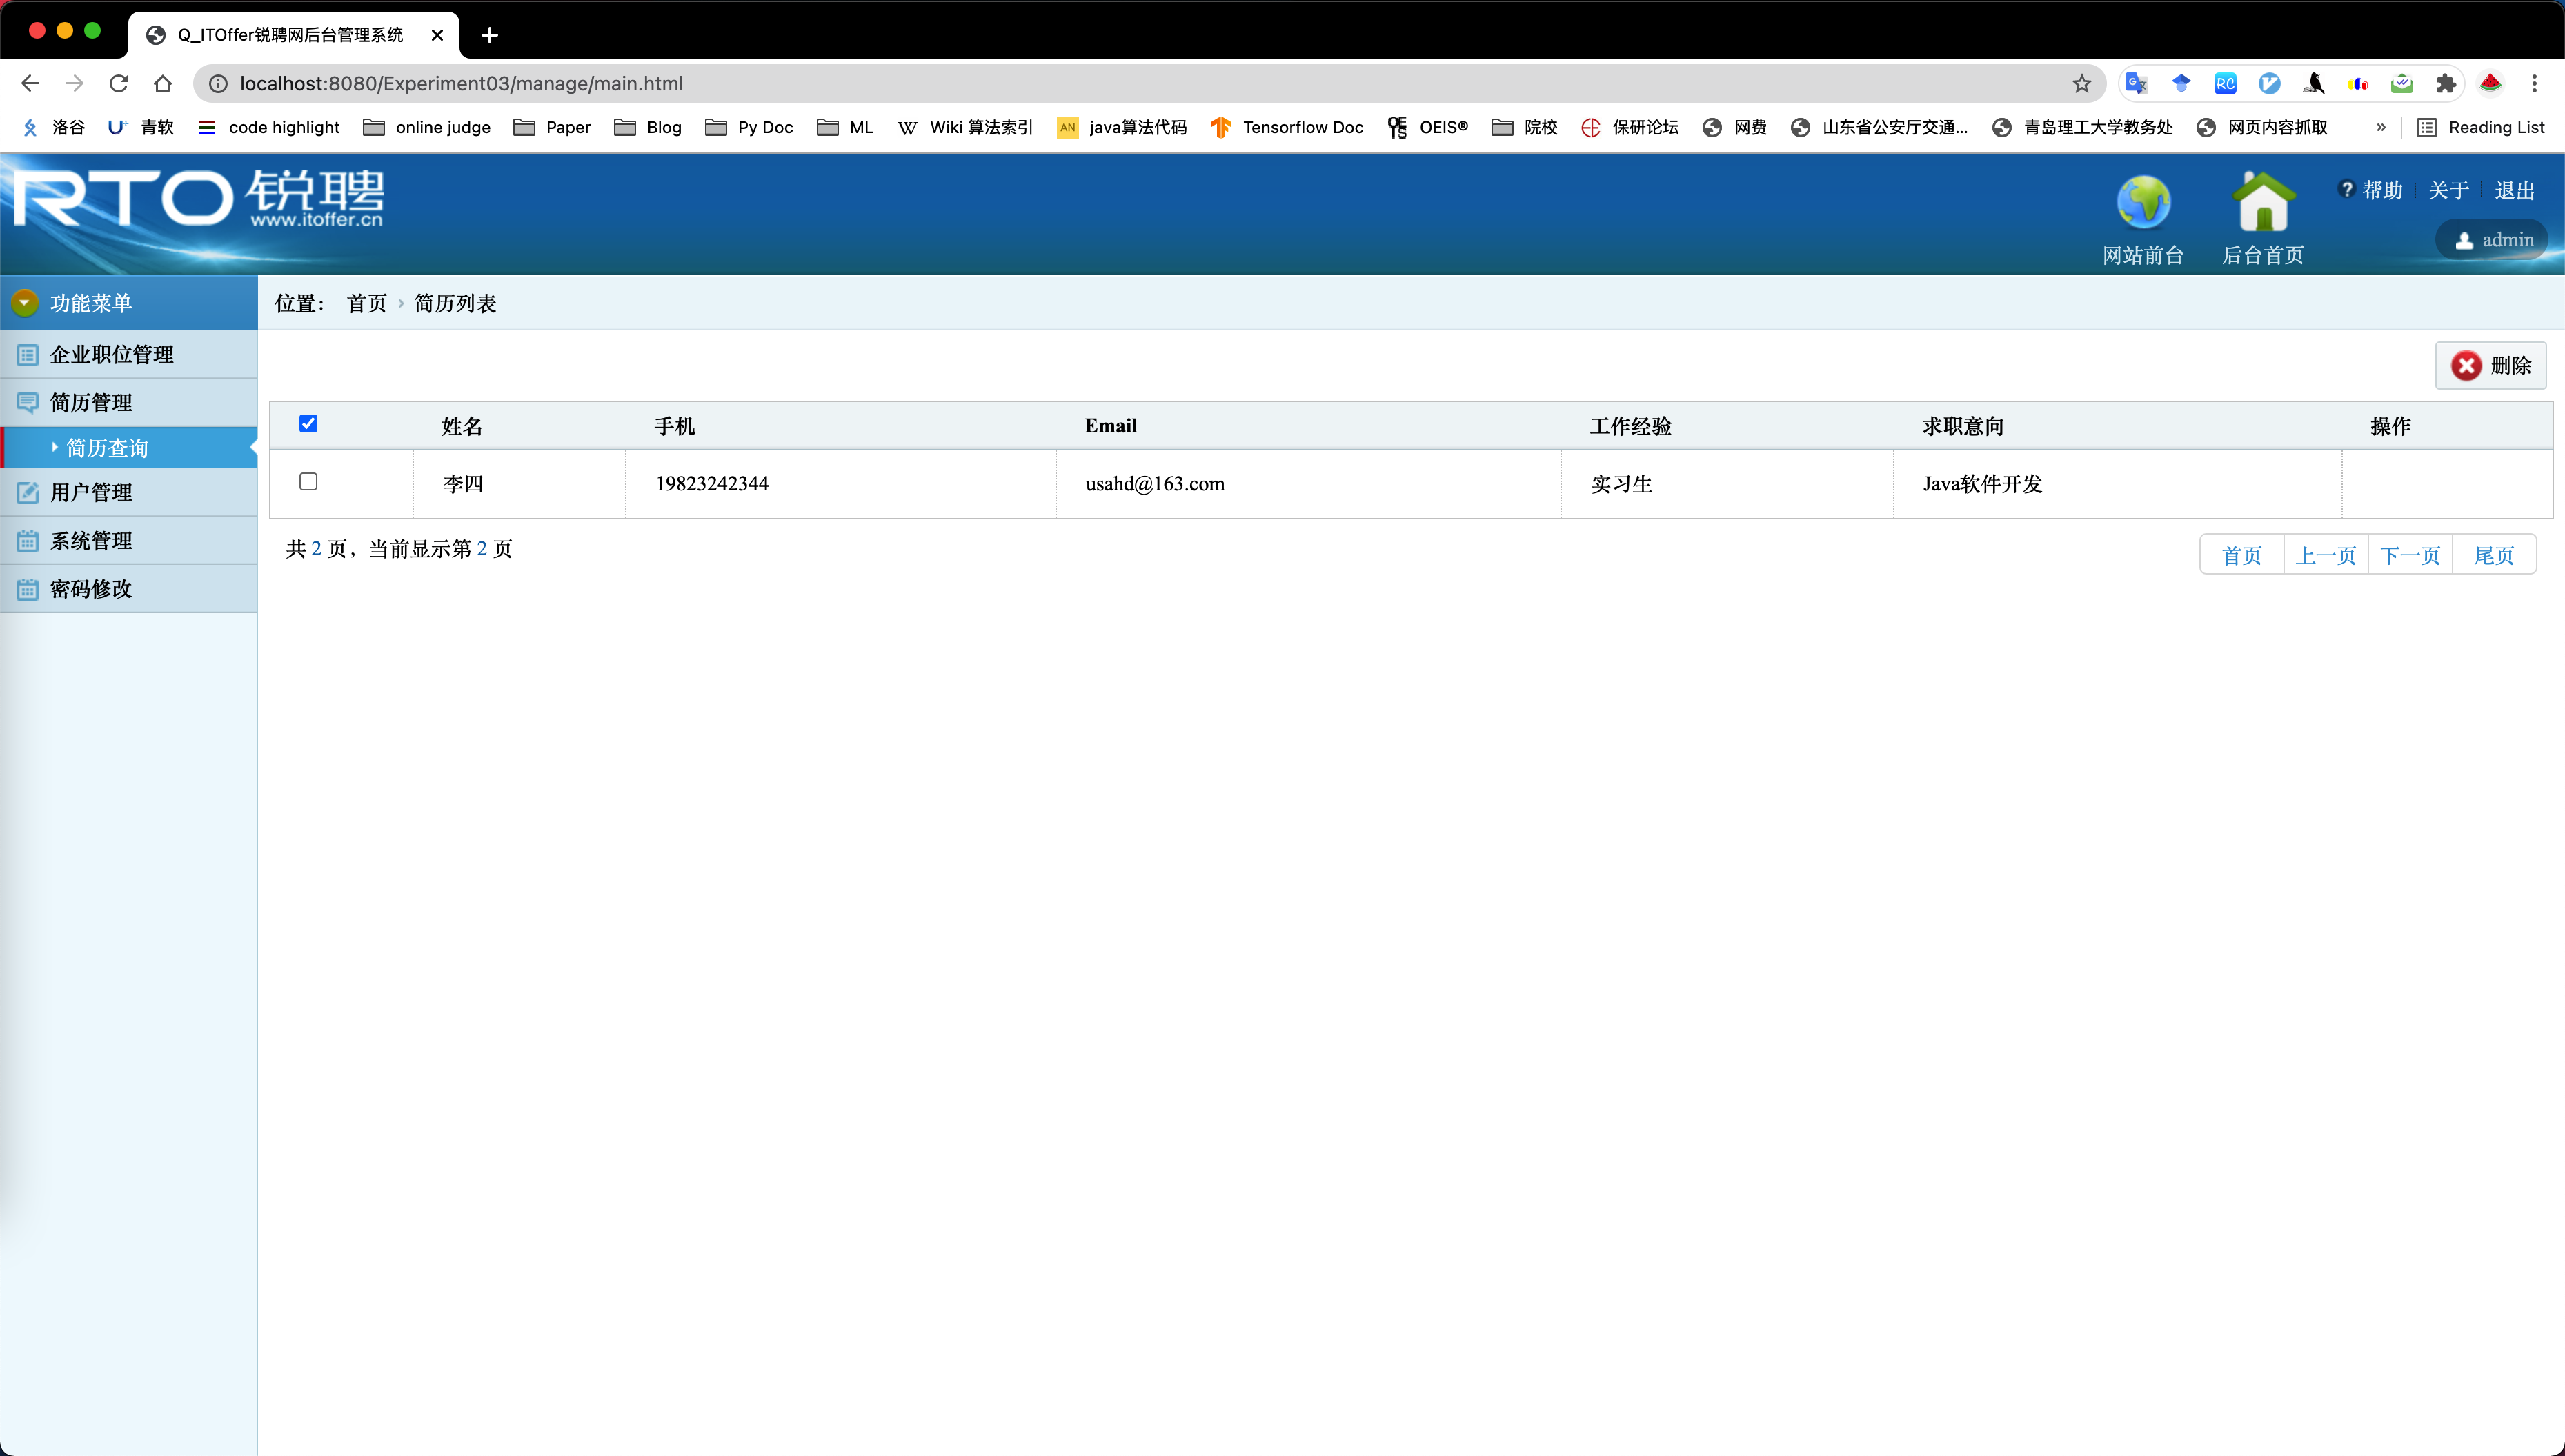 Q_ITOffer锐聘网后台管理系统
localhost:8080/Experiment03/manage/main.html
洛谷 青软 code highlight online judge Paper Blog Py Doc ML Wiki 算法索引 AN java算法代码 Tensorflow Doc OEIS® 院校 保研论坛 网费 山东省公安厅交通... 青岛理工大学教务处 网页内容抓取 » Reading List
RTO 锐聘
www.itoffer.cn
网站前台 后台首页 帮助 关于 退出
admin
功能菜单
企业职位管理
简历管理
简历查询
用户管理
系统管理
密码修改
位置： 首页 简历列表
删除
姓名 手机 Email 工作经验 求职意向 操作
李四 19823242344 usahd@163.com 实习生 Java软件开发
共 2 页，当前显示第 2 页
首页 上一页 下一页 尾页